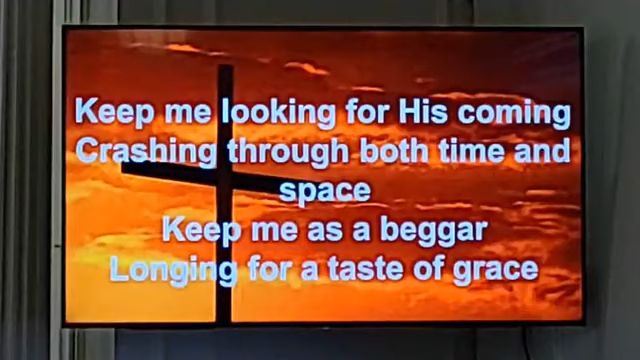 Keep me looking for His coming
Crashing through both time and
space
Keep me as a beggar
Longing for a taste of grace